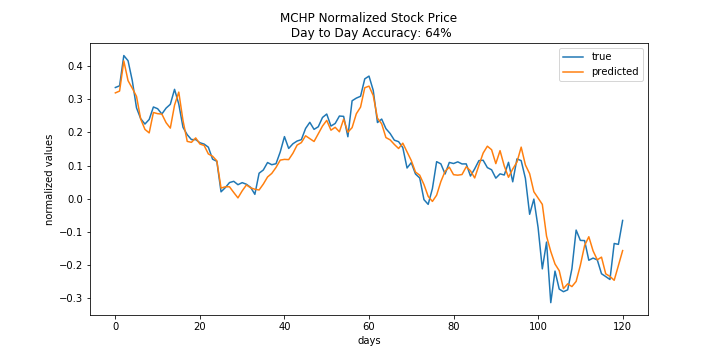 MCHP Normalized Stock Price
Day to Day Accuracy: 64%
true
predicted
normalized values
0.4
0.3
0.2
0.1
0.0
−0.1
−0.2
−0.3
0 20 40 60 80 100 120
days